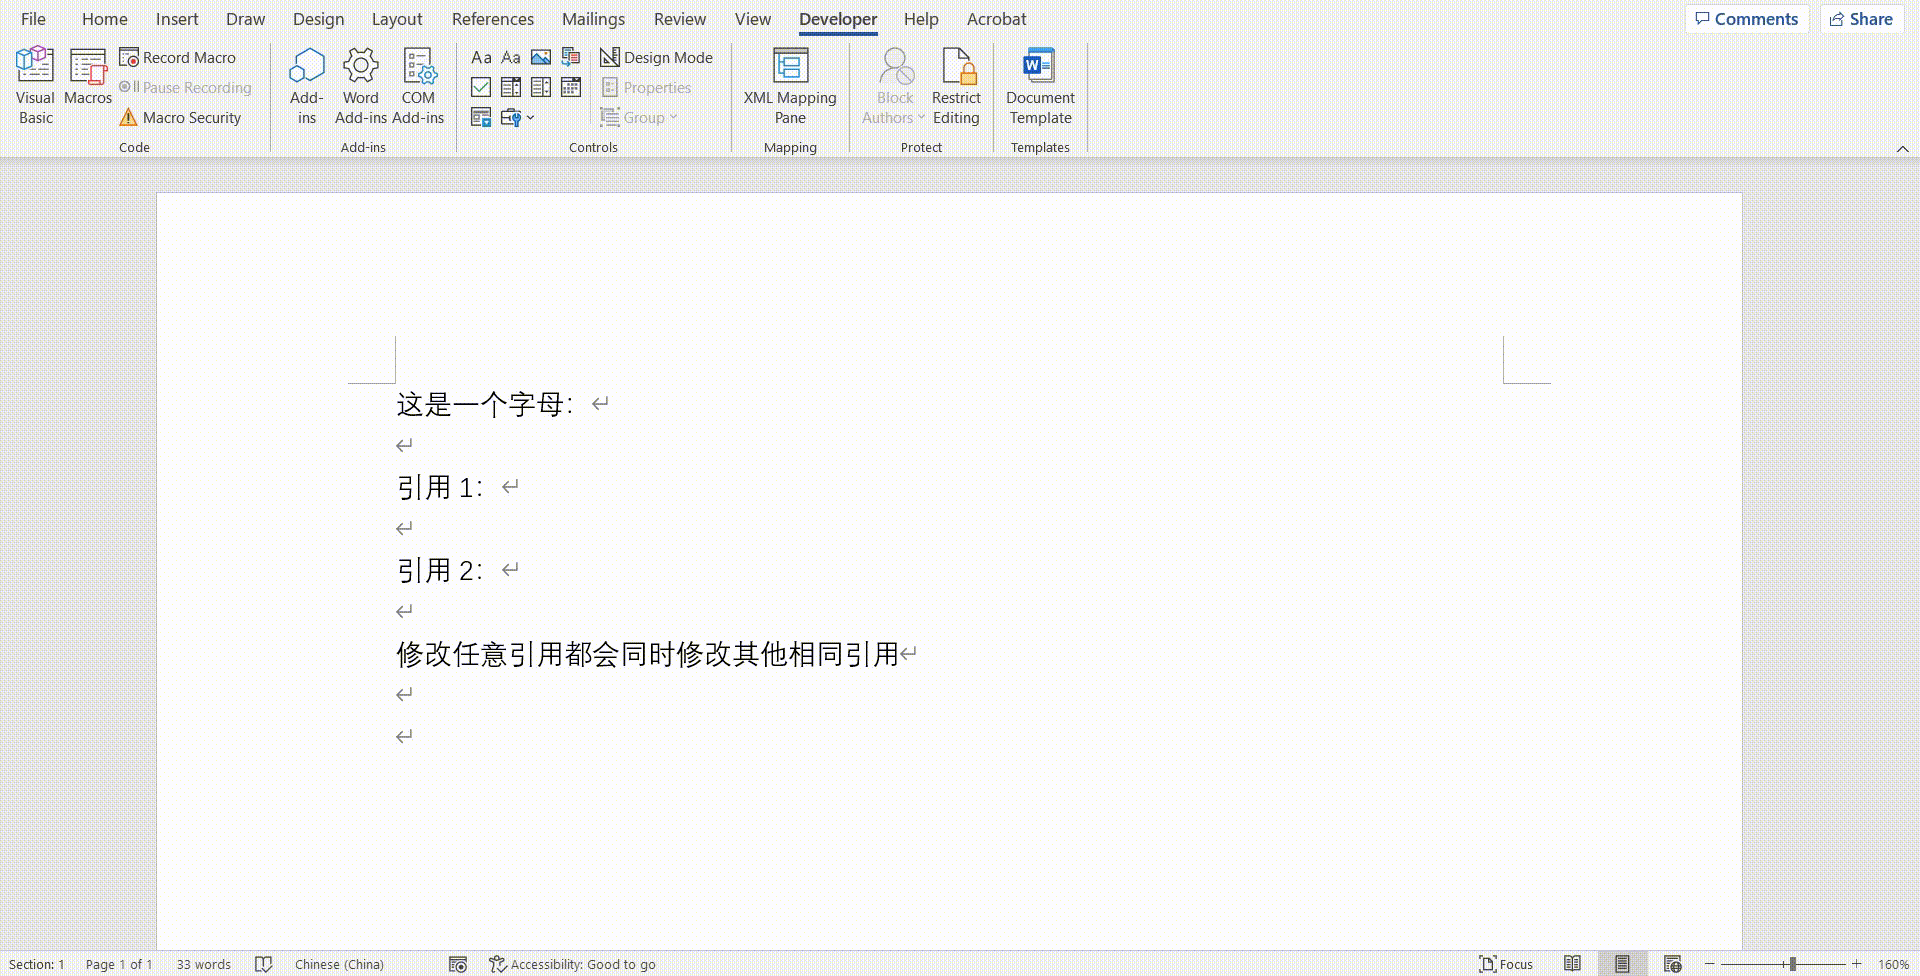 File Home Insert Draw Design Layout References Mailings Review View Developer Help Acrobat Comments Share
Visual Basic
Macros
Record Macro
Pause Recording
Macro Security
Code
Add-ins
Word Add-ins
COM Add-ins
Add-ins
Aa Aa
Design Mode
Properties
Group
Controls
XML Mapping Pane
Mapping
Block Authors
Restrict Editing
Protect
Document Template
Templates
这是一个字母：
引用 1：
引用 2：
修改任意引用都会同时修改其他相同引用
Section: 1 Page 1 of 1 33 words Chinese (China) Accessibility: Good to go Focus 160%